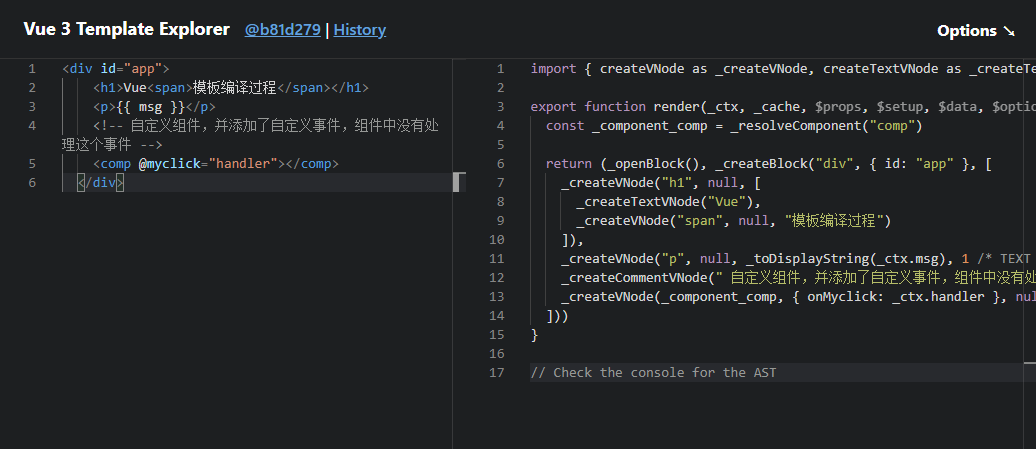 Vue 3 Template Explorer @b81d279 | History
Options ↘
1 <div id="app">
2 <h1>Vue<span>模板编译过程</span></h1>
3 <p>{{ msg }}</p>
4 <!-- 自定义组件，并添加了自定义事件，组件中没有处
理这个事件 -->
5 <comp @myclick="handler"></comp>
6 </div>
1 import { createVNode as _createVNode, createTextVNode as _createTe
2
3 export function render(_ctx, _cache, $props, $setup, $data, $optio
4 const _component_comp = _resolveComponent("comp")
5
6 return (_openBlock(), _createBlock("div", { id: "app" }, [
7 _createVNode("h1", null, [
8 _createTextVNode("Vue"),
9 _createVNode("span", null, "模板编译过程")
10 ]),
11 _createVNode("p", null, _toDisplayString(_ctx.msg), 1 /* TEXT
12 _createCommentVNode(" 自定义组件，并添加了自定义事件，组件中没有处
13 _createVNode(_component_comp, { onMyclick: _ctx.handler }, nul
14 ]))
15 }
16
17 // Check the console for the AST